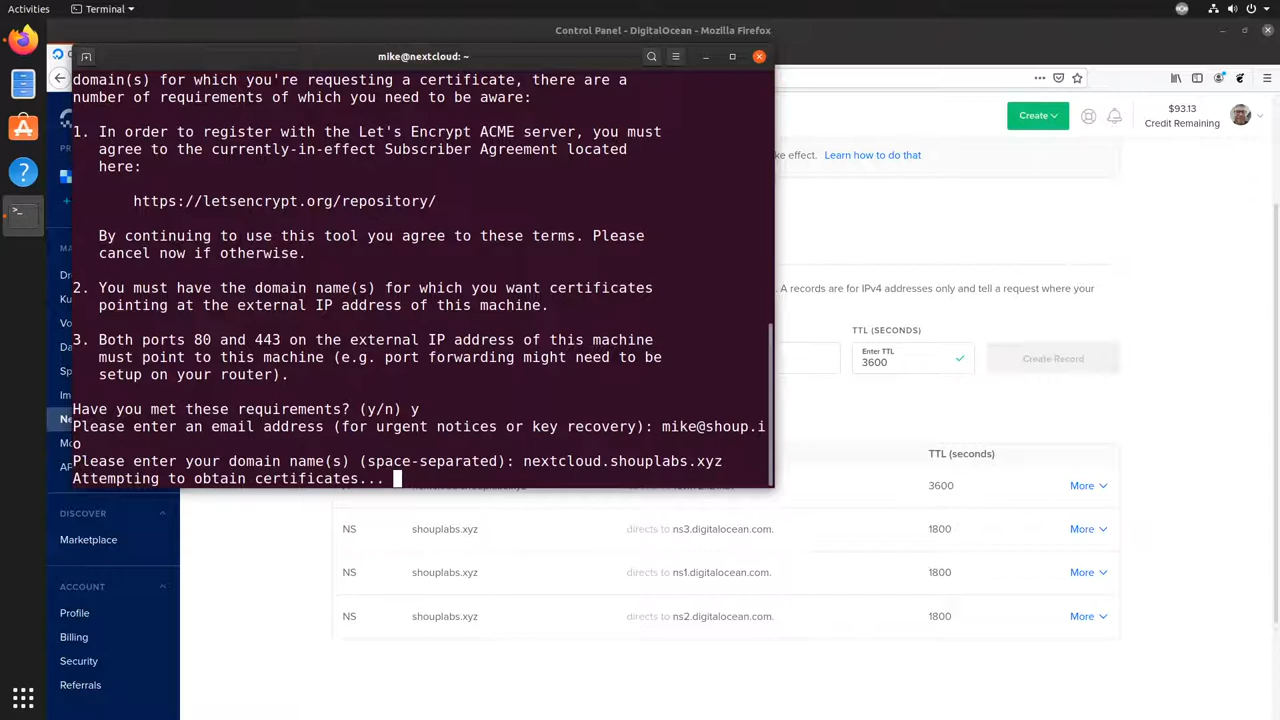 Activities
Terminal
Control Panel - DigitalOcean - Mozilla Firefox
mike@nextcloud: ~
domain(s) for which you're requesting a certificate, there are a
number of requirements of which you need to be aware:
1. In order to register with the Let's Encrypt ACME server, you must
agree to the currently-in-effect Subscriber Agreement located
here:
https://letsencrypt.org/repository/
By continuing to use this tool you agree to these terms. Please
cancel now if otherwise.
2. You must have the domain name(s) for which you want certificates
pointing at the external IP address of this machine.
3. Both ports 80 and 443 on the external IP address of this machine
must point to this machine (e.g. port forwarding might need to be
setup on your router).
Have you met these requirements? (y/n) y
Please enter an email address (for urgent notices or key recovery): mike@shoup.i
o
Please enter your domain name(s) (space-separated): nextcloud.shouplabs.xyz
Attempting to obtain certificates...
Create
$93.13
Credit Remaining
ke effect. Learn how to do that
A records are for IPv4 addresses only and tell a request where your
TTL (SECONDS)
Enter TTL
3600
Create Record
TTL (seconds)
3600
More
NS
shouplabs.xyz
directs to ns3.digitalocean.com.
1800
More
NS
shouplabs.xyz
directs to ns1.digitalocean.com.
1800
More
NS
shouplabs.xyz
directs to ns2.digitalocean.com.
1800
More
PR
MA
Dr
Ku
Vo
Da
Sp
Im
Ne
Mo
AP
DISCOVER
Marketplace
ACCOUNT
Profile
Billing
Security
Referrals